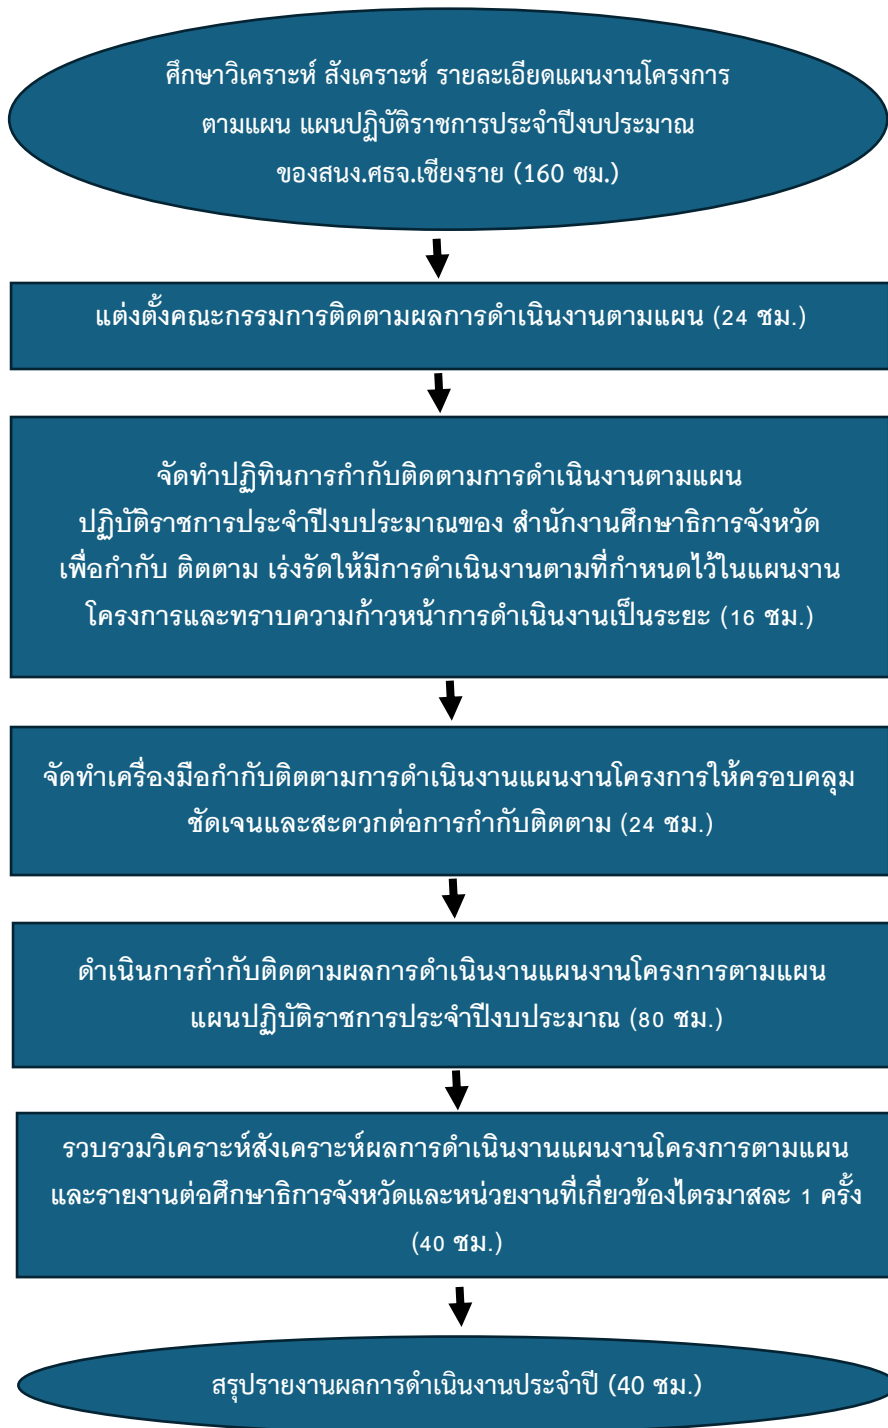 ศึกษาวิเคราะห์ สังเคราะห์ รายละเอียดแผนงานโครงการ
ตามแผน แผนปฏิบัติราชการประจำปีงบประมาณ
ของสนง.ศธจ.เชียงราย (160 ชม.)
แต่งตั้งคณะกรรมการติดตามผลการดำเนินงานตามแผน (24 ชม.)
จัดทำปฏิทินการกำกับติดตามการดำเนินงานตามแผน
ปฏิบัติราชการประจำปีงบประมาณของ สำนักงานศึกษาธิการจังหวัด
เพื่อกำกับ ติดตาม เร่งรัดให้มีการดำเนินงานตามที่กำหนดไว้ในแผนงาน
โครงการและทราบความก้าวหน้าการดำเนินงานเป็นระยะ (16 ชม.)
จัดทำเครื่องมือกำกับติดตามการดำเนินงานแผนงานโครงการให้ครอบคลุม
ชัดเจนและสะดวกต่อการกำกับติดตาม (24 ชม.)
ดำเนินการกำกับติดตามผลการดำเนินงานแผนงานโครงการตามแผน
แผนปฏิบัติราชการประจำปีงบประมาณ (80 ชม.)
รวบรวมวิเคราะห์สังเคราะห์ผลการดำเนินงานแผนงานโครงการตามแผน
และรายงานต่อศึกษาธิการจังหวัดและหน่วยงานที่เกี่ยวข้องไตรมาสละ 1 ครั้ง
(40 ชม.)
สรุปรายงานผลการดำเนินงานประจำปี (40 ชม.)